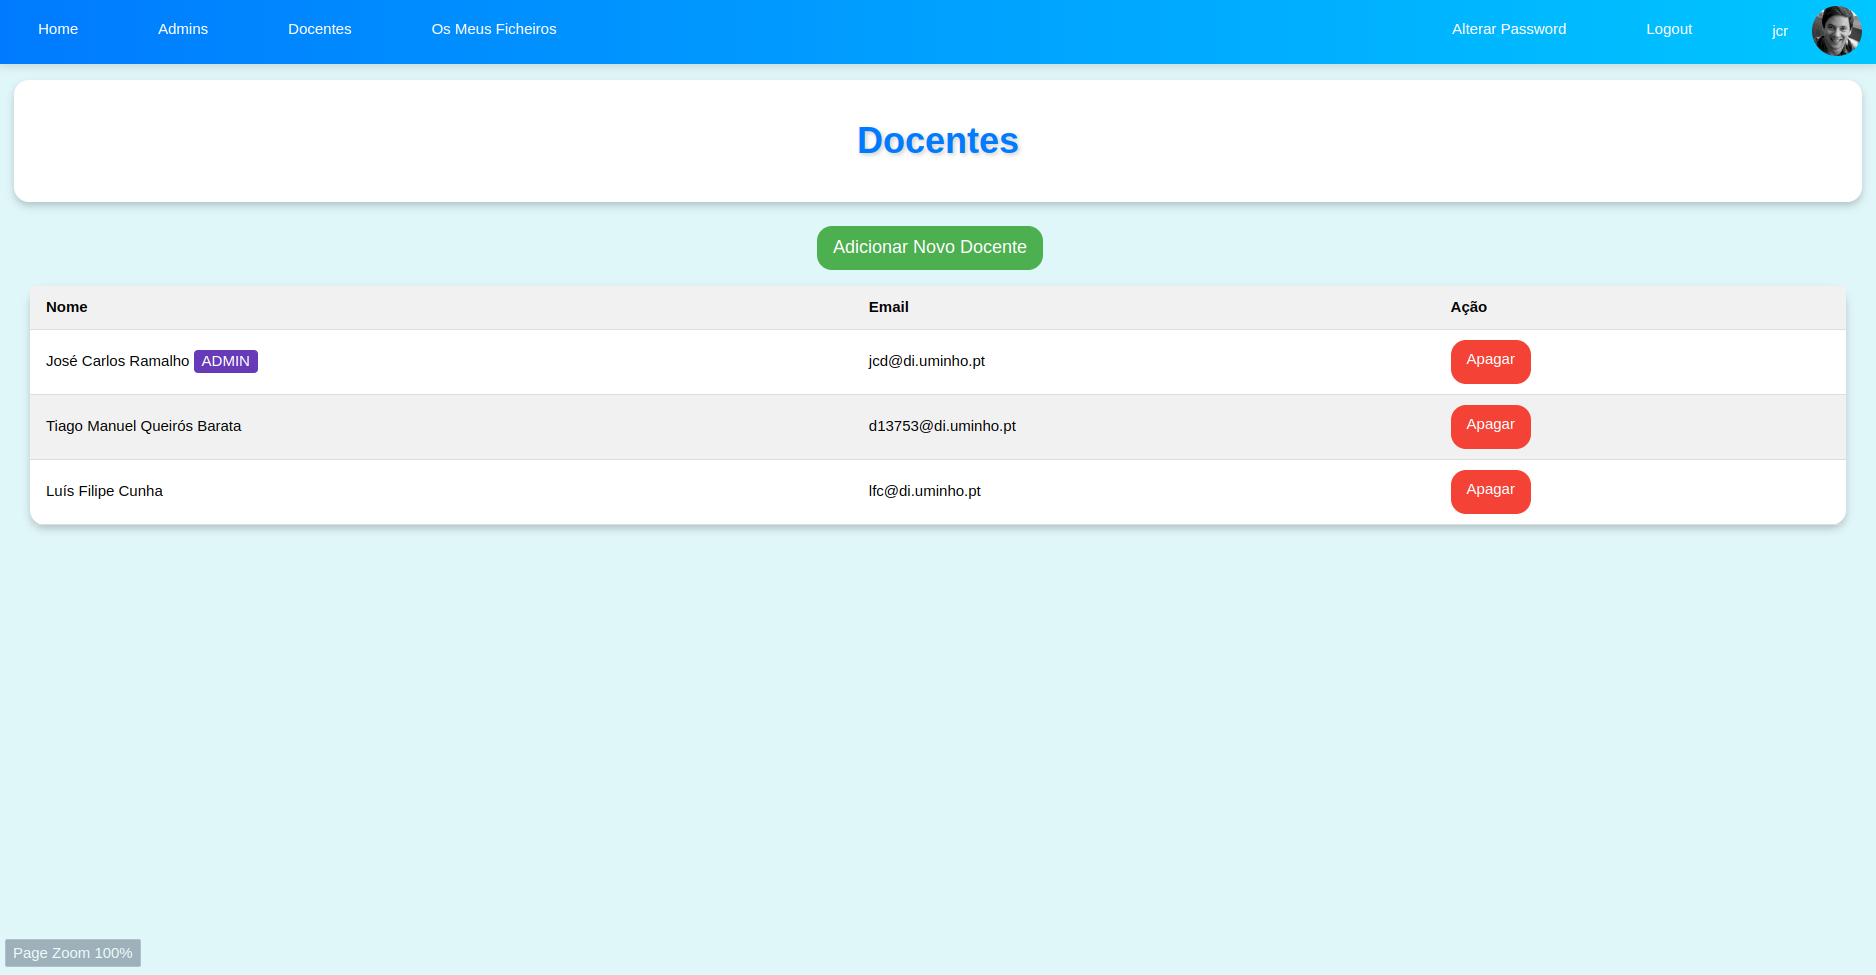 Home Admins Docentes Os Meus Ficheiros Alterar Password Logout jcr
Docentes
Adicionar Novo Docente
Nome Email Ação
José Carlos Ramalho ADMIN jcd@di.uminho.pt Apagar
Tiago Manuel Queirós Barata d13753@di.uminho.pt Apagar
Luís Filipe Cunha lfc@di.uminho.pt Apagar
Page Zoom 100%